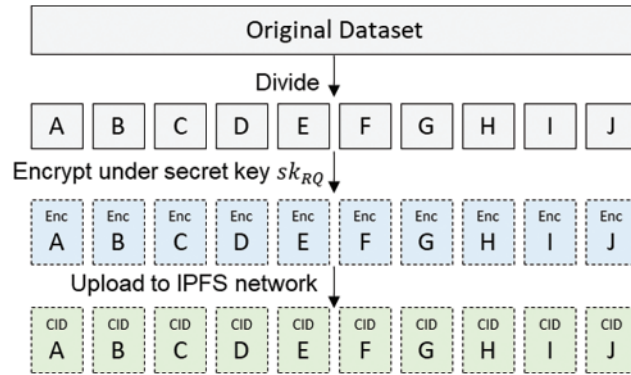 Original Dataset
Divide
A B C D E F G H I J
Encrypt under secret key sk_RQ
Enc Enc Enc Enc Enc Enc Enc Enc Enc Enc
A B C D E F G H I J
Upload to IPFS network
CID CID CID CID CID CID CID CID CID CID
A B C D E F G H I J